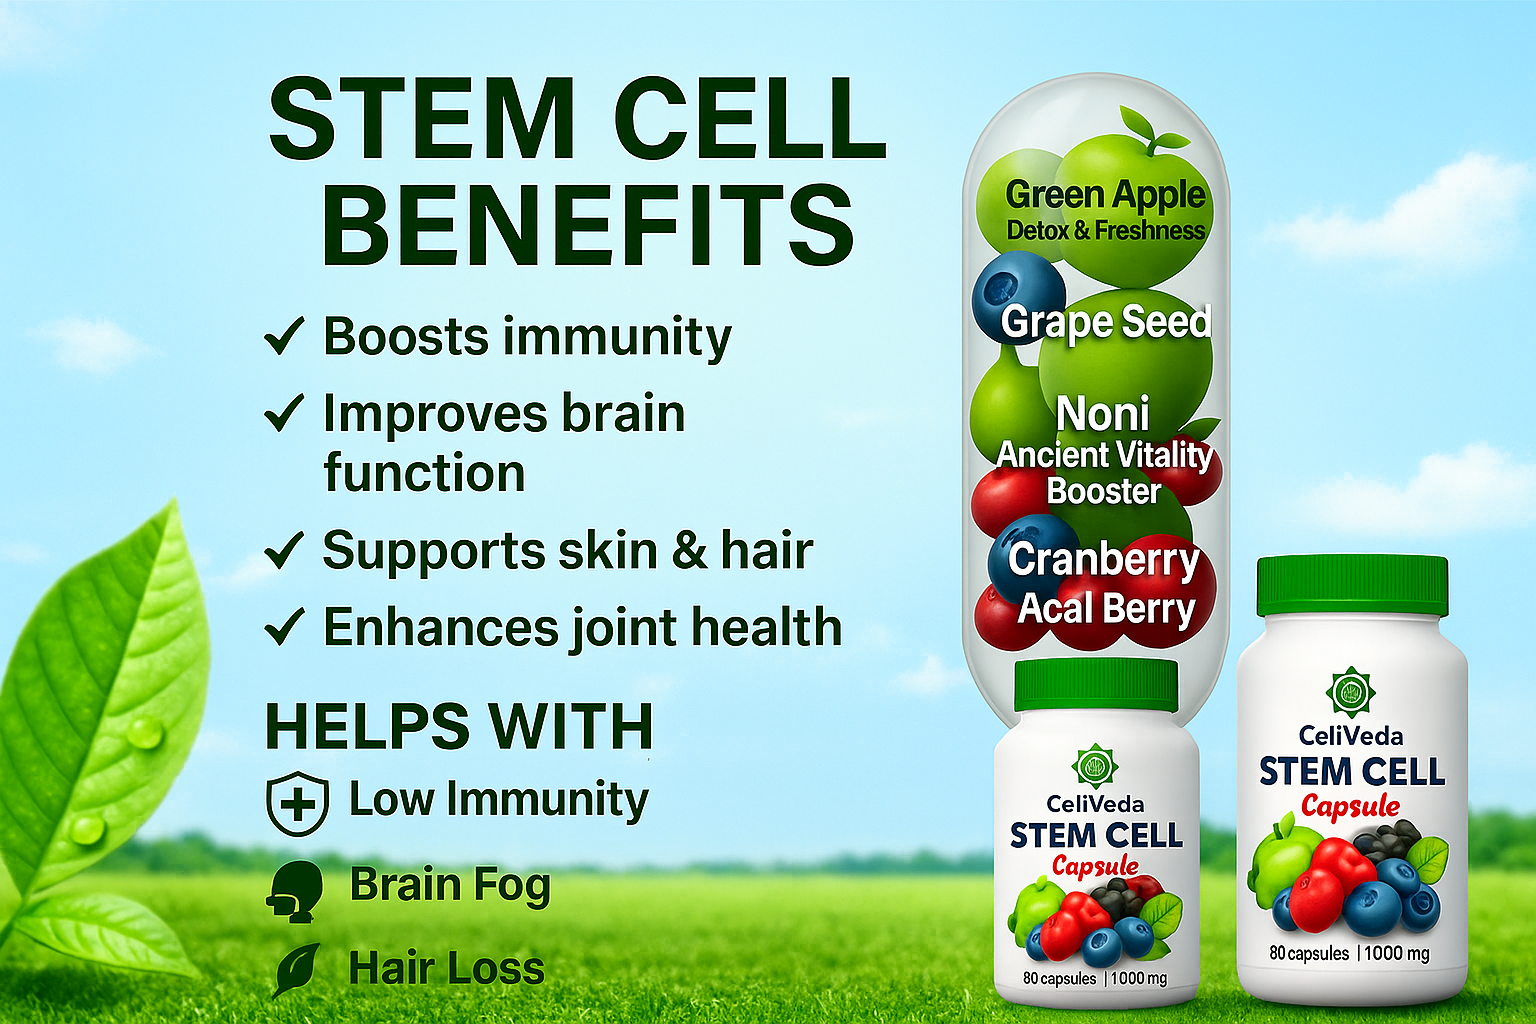 STEM CELL
BENEFITS
✓ Boosts immunity
✓ Improves brain
function
✓ Supports skin & hair
✓ Enhances joint health
HELPS WITH
Low Immunity
Brain Fog
Hair Loss
Green Apple
Detox & Freshness
Grape Seed
Noni
Ancient Vitality
Booster
Cranberry
Acal Berry
CeliVeda
STEM CELL
Capsule
80 capsules | 1000 mg
CeliVeda
STEM CELL
Capsule
80 capsules | 1000 mg